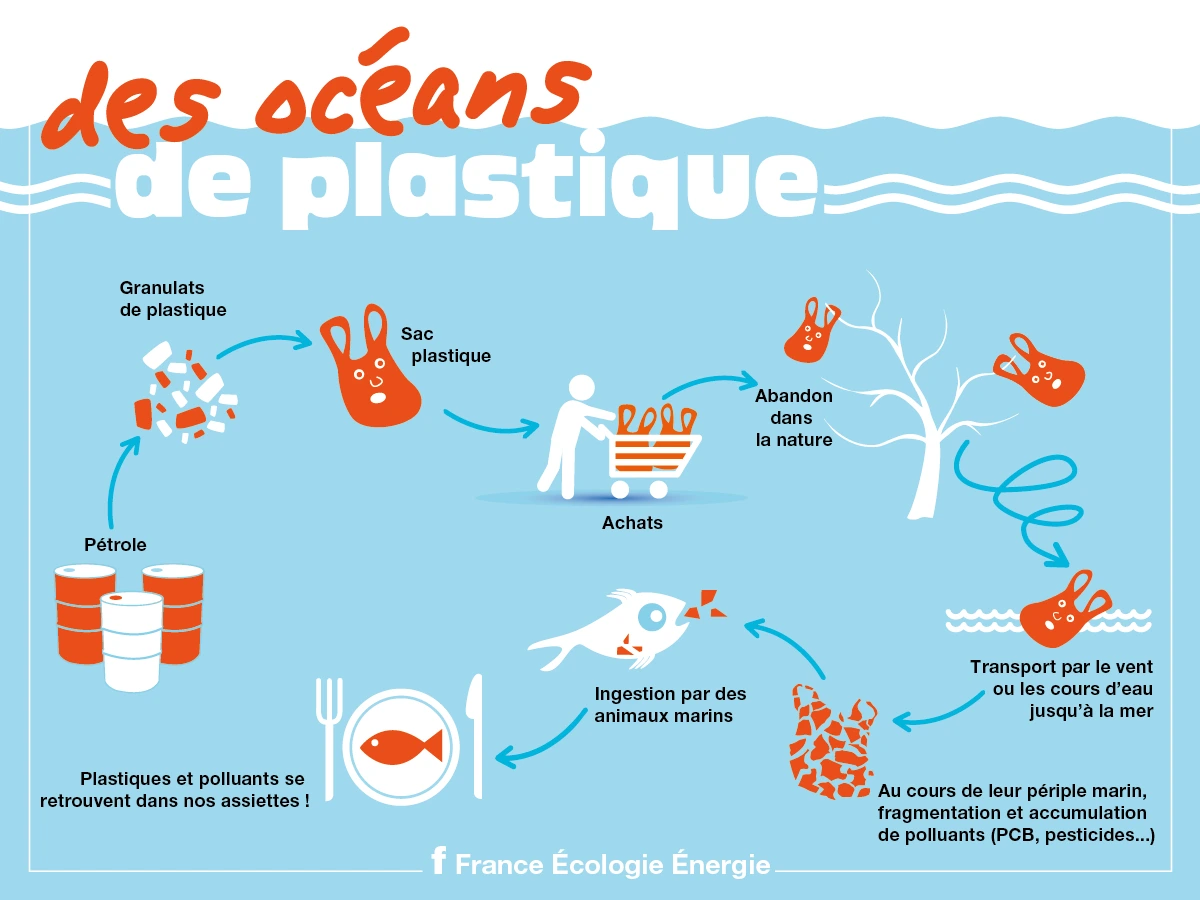 des océans
de plastique
Granulats
de plastique
Sac
plastique
Abandon
dans
la nature
Achats
Pétrole
Transport par le vent
ou les cours d'eau
jusqu'à la mer
Ingestion par des
animaux marins
Au cours de leur périple marin,
fragmentation et accumulation
de polluants (PCB, pesticides...)
Plastiques et polluants se
retrouvent dans nos assiettes !
f France Écologie Énergie